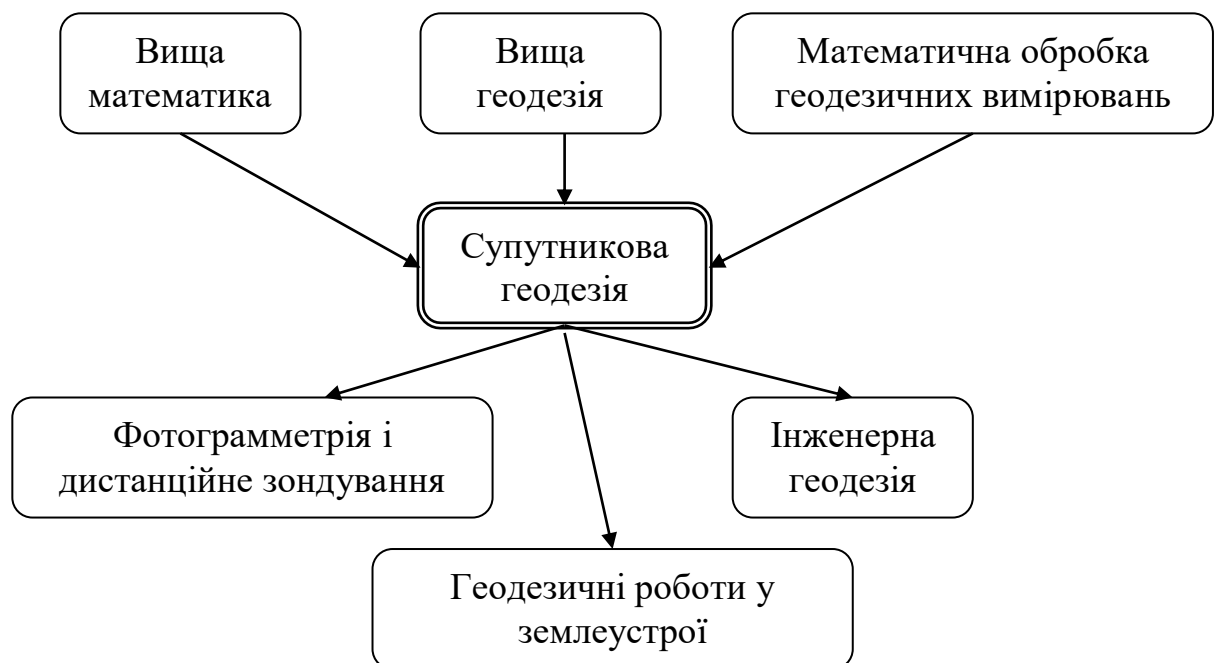 Вища
математика
Вища
геодезія
Математична обробка
геодезичних вимірювань
Супутникова
геодезія
Фотограмметрія і
дистанційне зондування
Інженерна
геодезія
Геодезичні роботи у
землеустрої